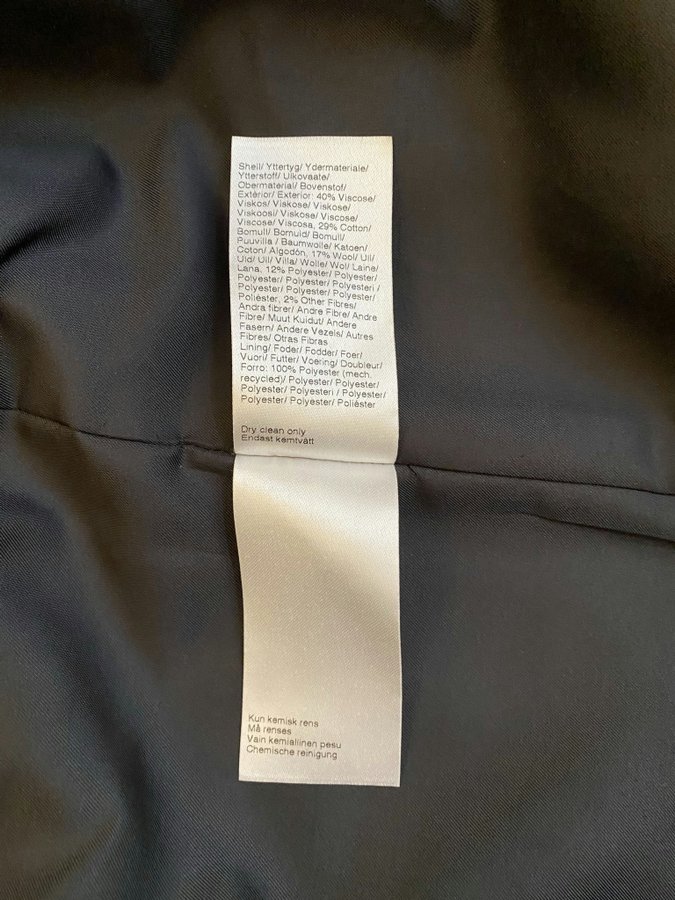 Shell/ Yttertyg/ Ydermateriale/
Ytterstoff/ Ulkovaate/
Obermaterial/ Bovenstof/
Extérior/ Exterior: 40% Viscose/
Viskos/ Viskose/ Viskose/
Viskoosi/ Viskose/ Viscose/
Viscose/ Viscosa, 29% Cotton/
Bomull/ Bomuld/ Bomull/
Puuvilla / Baumwolle/ Katoen/
Coton/ Algodón, 17% Wool/ Ull/
Uld/ Ull/ Villa/ Wolle/ Wol/ Laine/
Lana, 12% Polyester/ Polyester/
Polyester/ Polyester/ Polyesteri /
Polyester/ Polyester/ Polyester/
Poliéster, 2% Other Fibres/
Andra fibrer/ Andre Fibre/ Andre
Fibre/ Muut Kuidut/ Andere
Fasern/ Andere Vezels/ Autres
Fibres/ Otras Fibras
Lining/ Foder/ Fodder/ Foer/
Vuori/ Futter/ Voering/ Doubleur/
Forro: 100% Polyester (mech.
recycled)/ Polyester/ Polyester/
Polyester/ Polyesteri / Polyester/
Polyester/ Polyester/ Poliéster
Dry clean only
Endast kemtvätt
Kun kemisk rens
Må renses
Vain kemiallinen pesu
Chemische reinigung